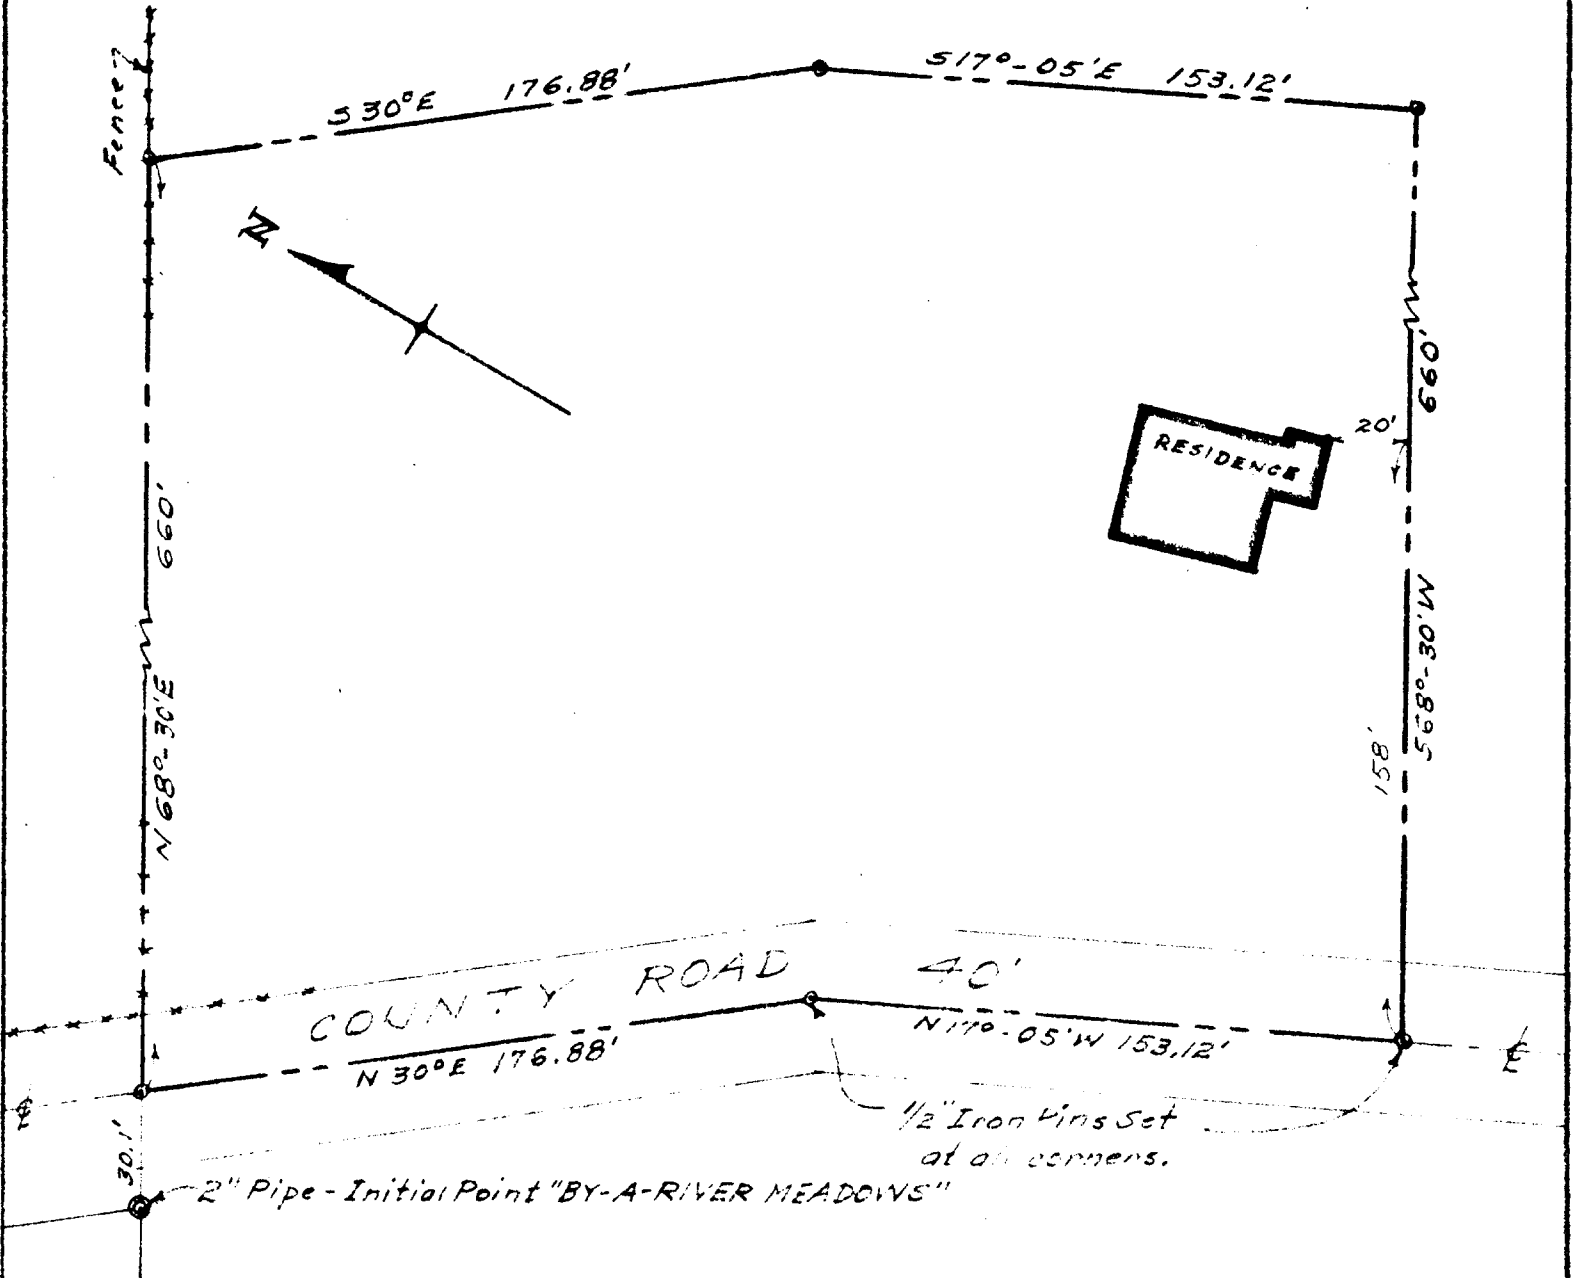 Fence
S 30°E 176.88'
S17°-05'E 153.12'
N
RESIDENCE
20'
660'
S68°-30'W
158'
660'
N 68°-30'E
COUNTY ROAD 40'
N 30°E 176.88'
N 17°-05'W 153.12'
℄
℄
1/2" Iron Pins Set
at all corners.
30.1'
2" Pipe - Initial Point "BY-A-RIVER MEADOWS"